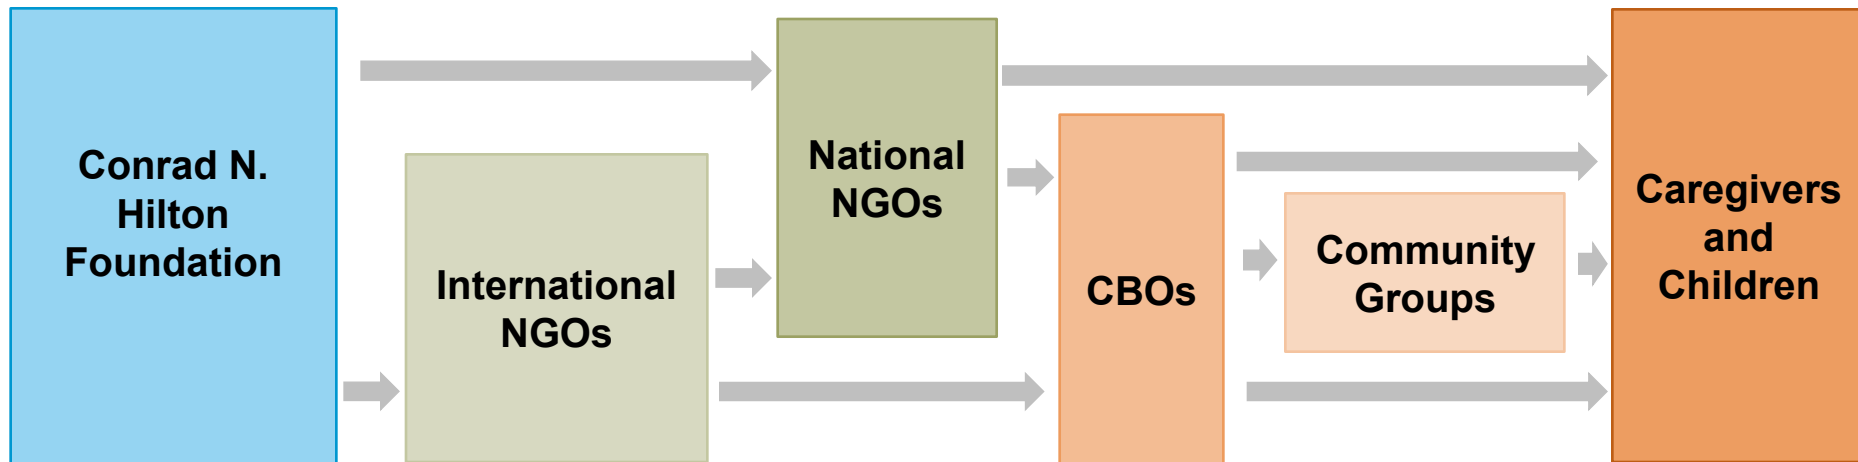 Conrad N.
Hilton
Foundation
International
NGOs
National
NGOs
CBOs
Community
Groups
Caregivers
and
Children